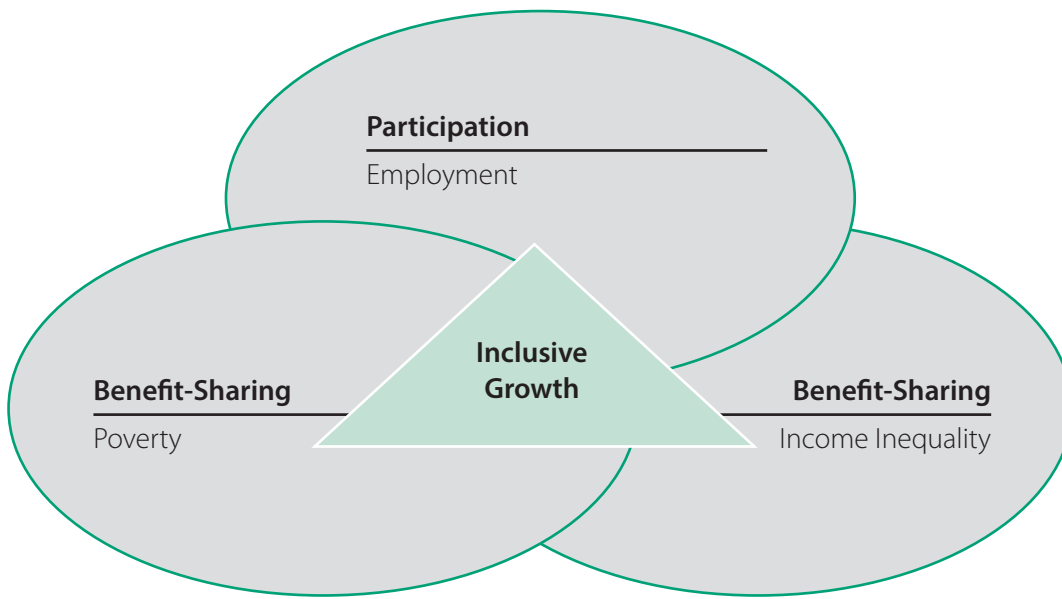 Participation
Employment
Inclusive
Growth
Benefit-Sharing
Poverty
Benefit-Sharing
Income Inequality